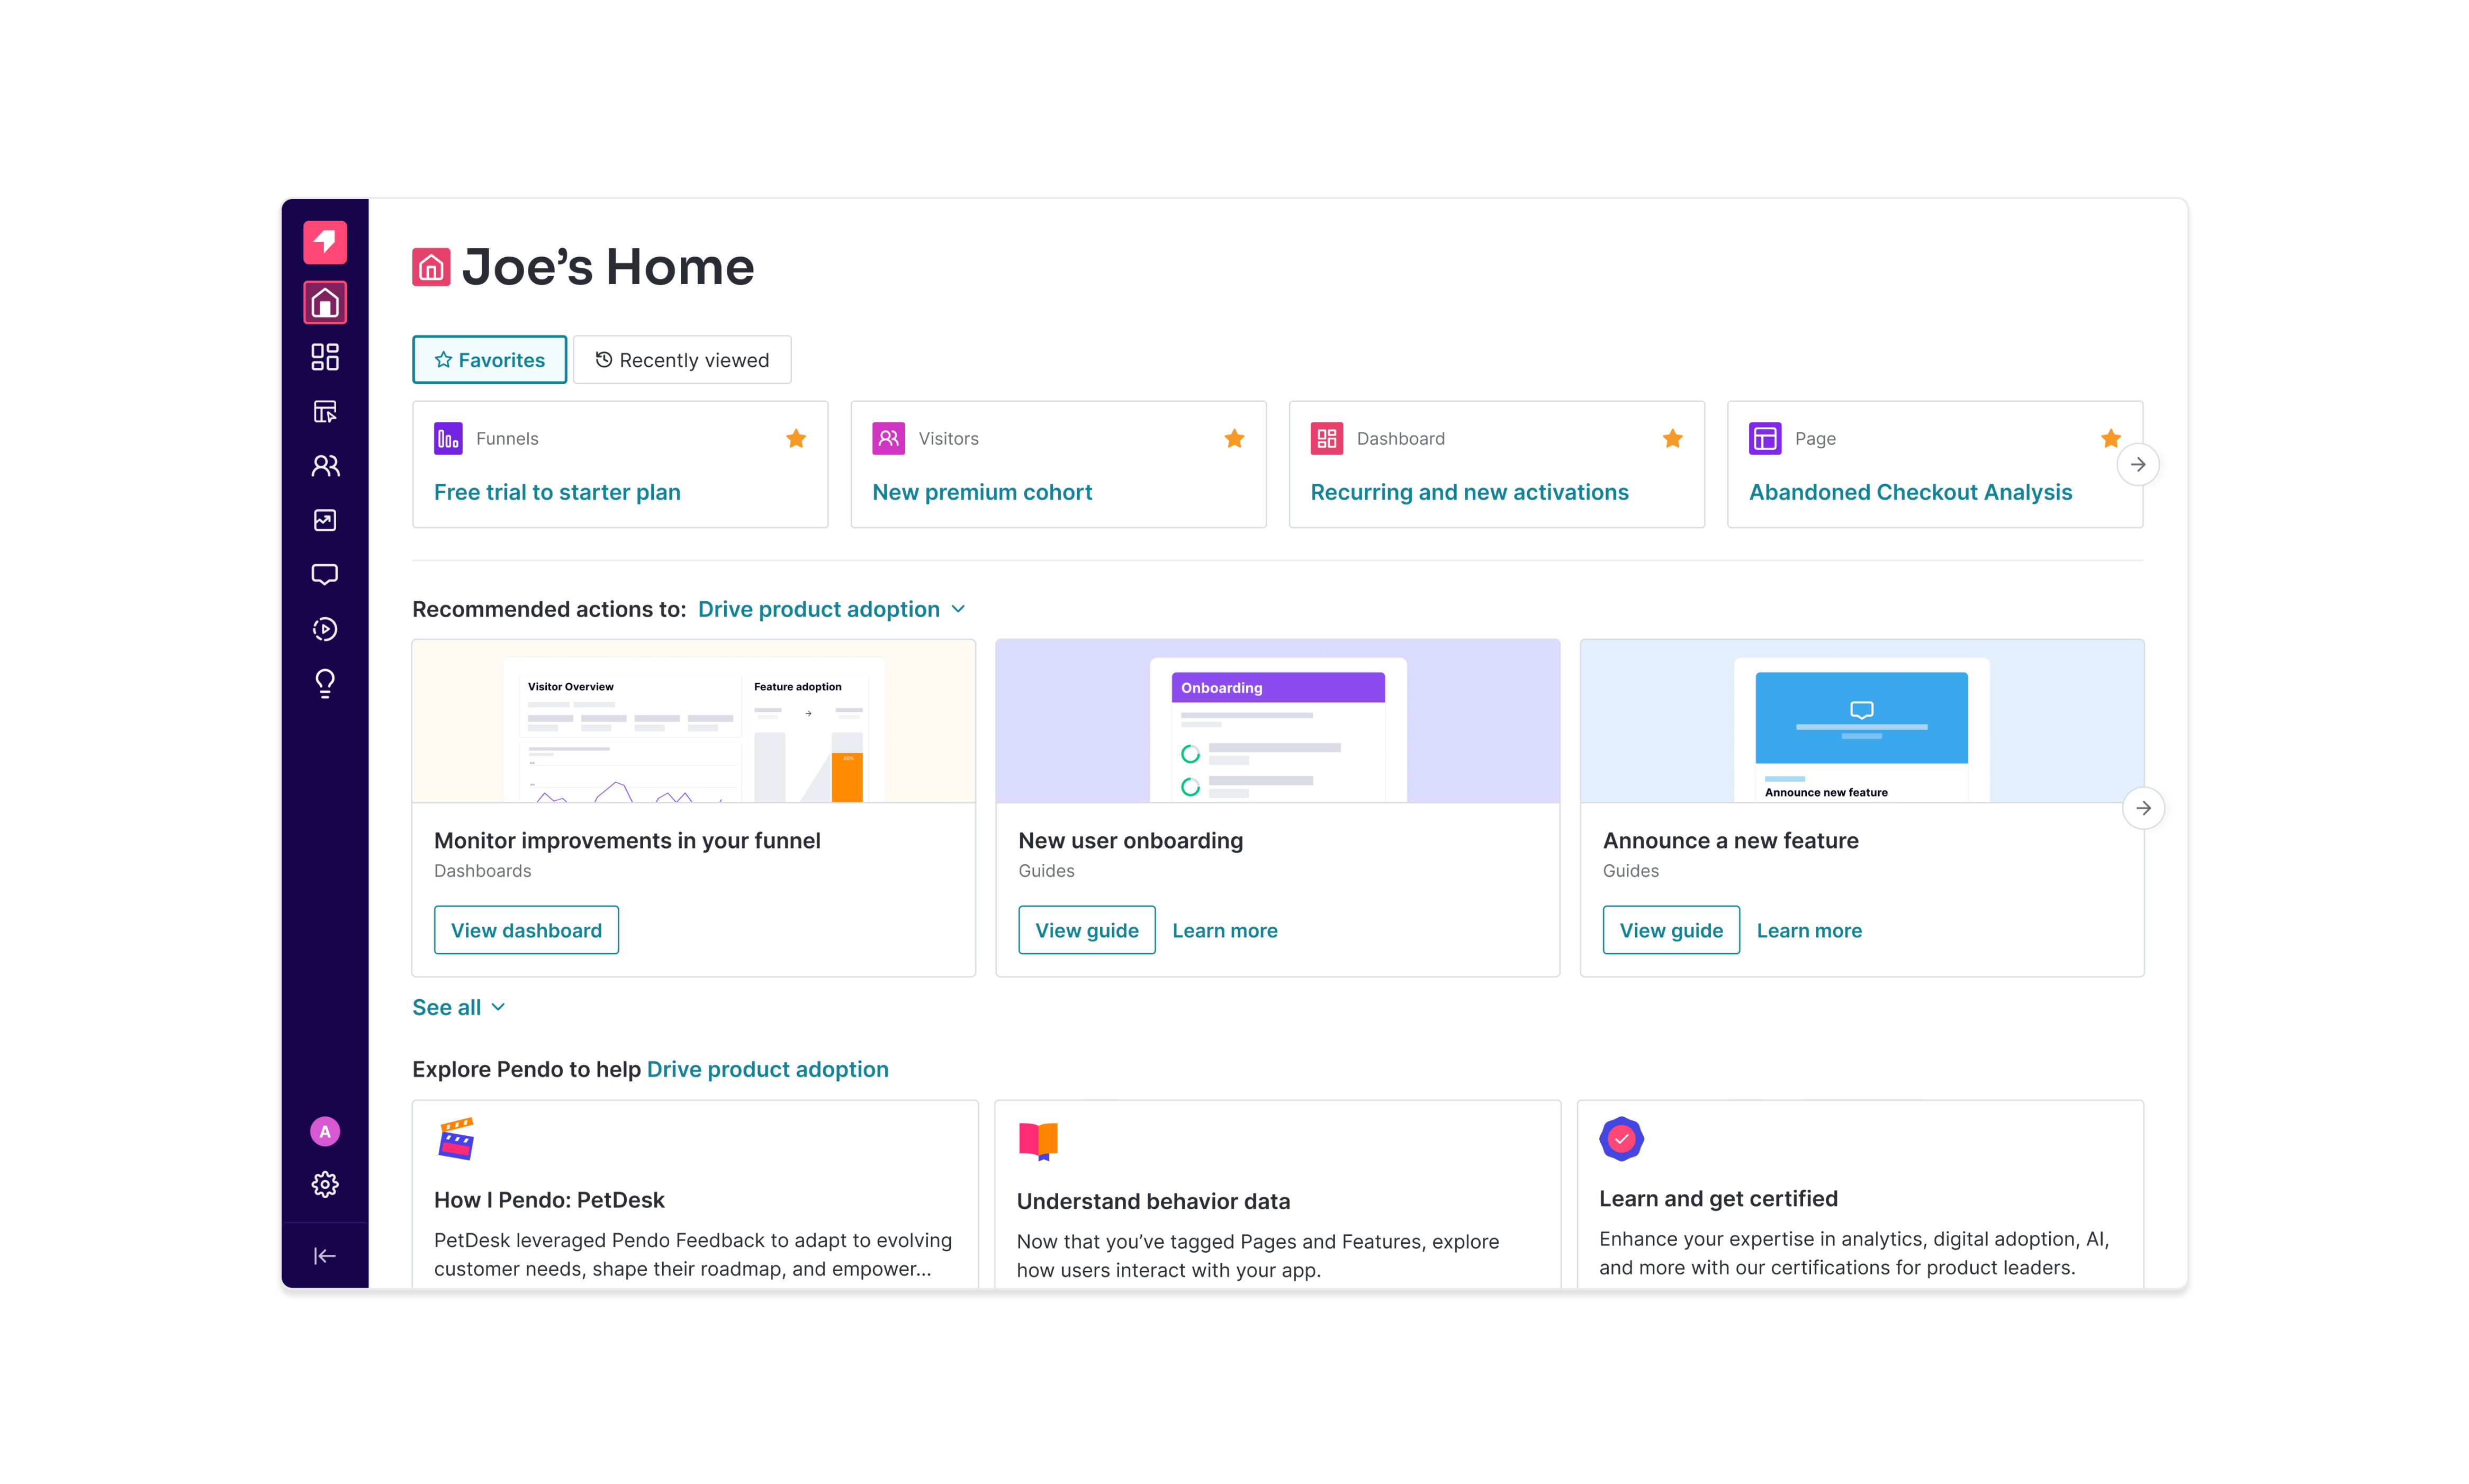 Joe’s Home
Favorites
Recently viewed
Funnels
Free trial to starter plan
Visitors
New premium cohort
Dashboard
Recurring and new activations
Page
Abandoned Checkout Analysis
Recommended actions to: Drive product adoption
Visitor Overview
Feature adoption
Monitor improvements in your funnel
Dashboards
View dashboard
Onboarding
New user onboarding
Guides
View guide
Learn more
Announce new feature
Announce a new feature
Guides
View guide
Learn more
See all
Explore Pendo to help Drive product adoption
How I Pendo: PetDesk
PetDesk leveraged Pendo Feedback to adapt to evolving
customer needs, shape their roadmap, and empower...
Understand behavior data
Now that you’ve tagged Pages and Features, explore
how users interact with your app.
Learn and get certified
Enhance your expertise in analytics, digital adoption, AI,
and more with our certifications for product leaders.
A